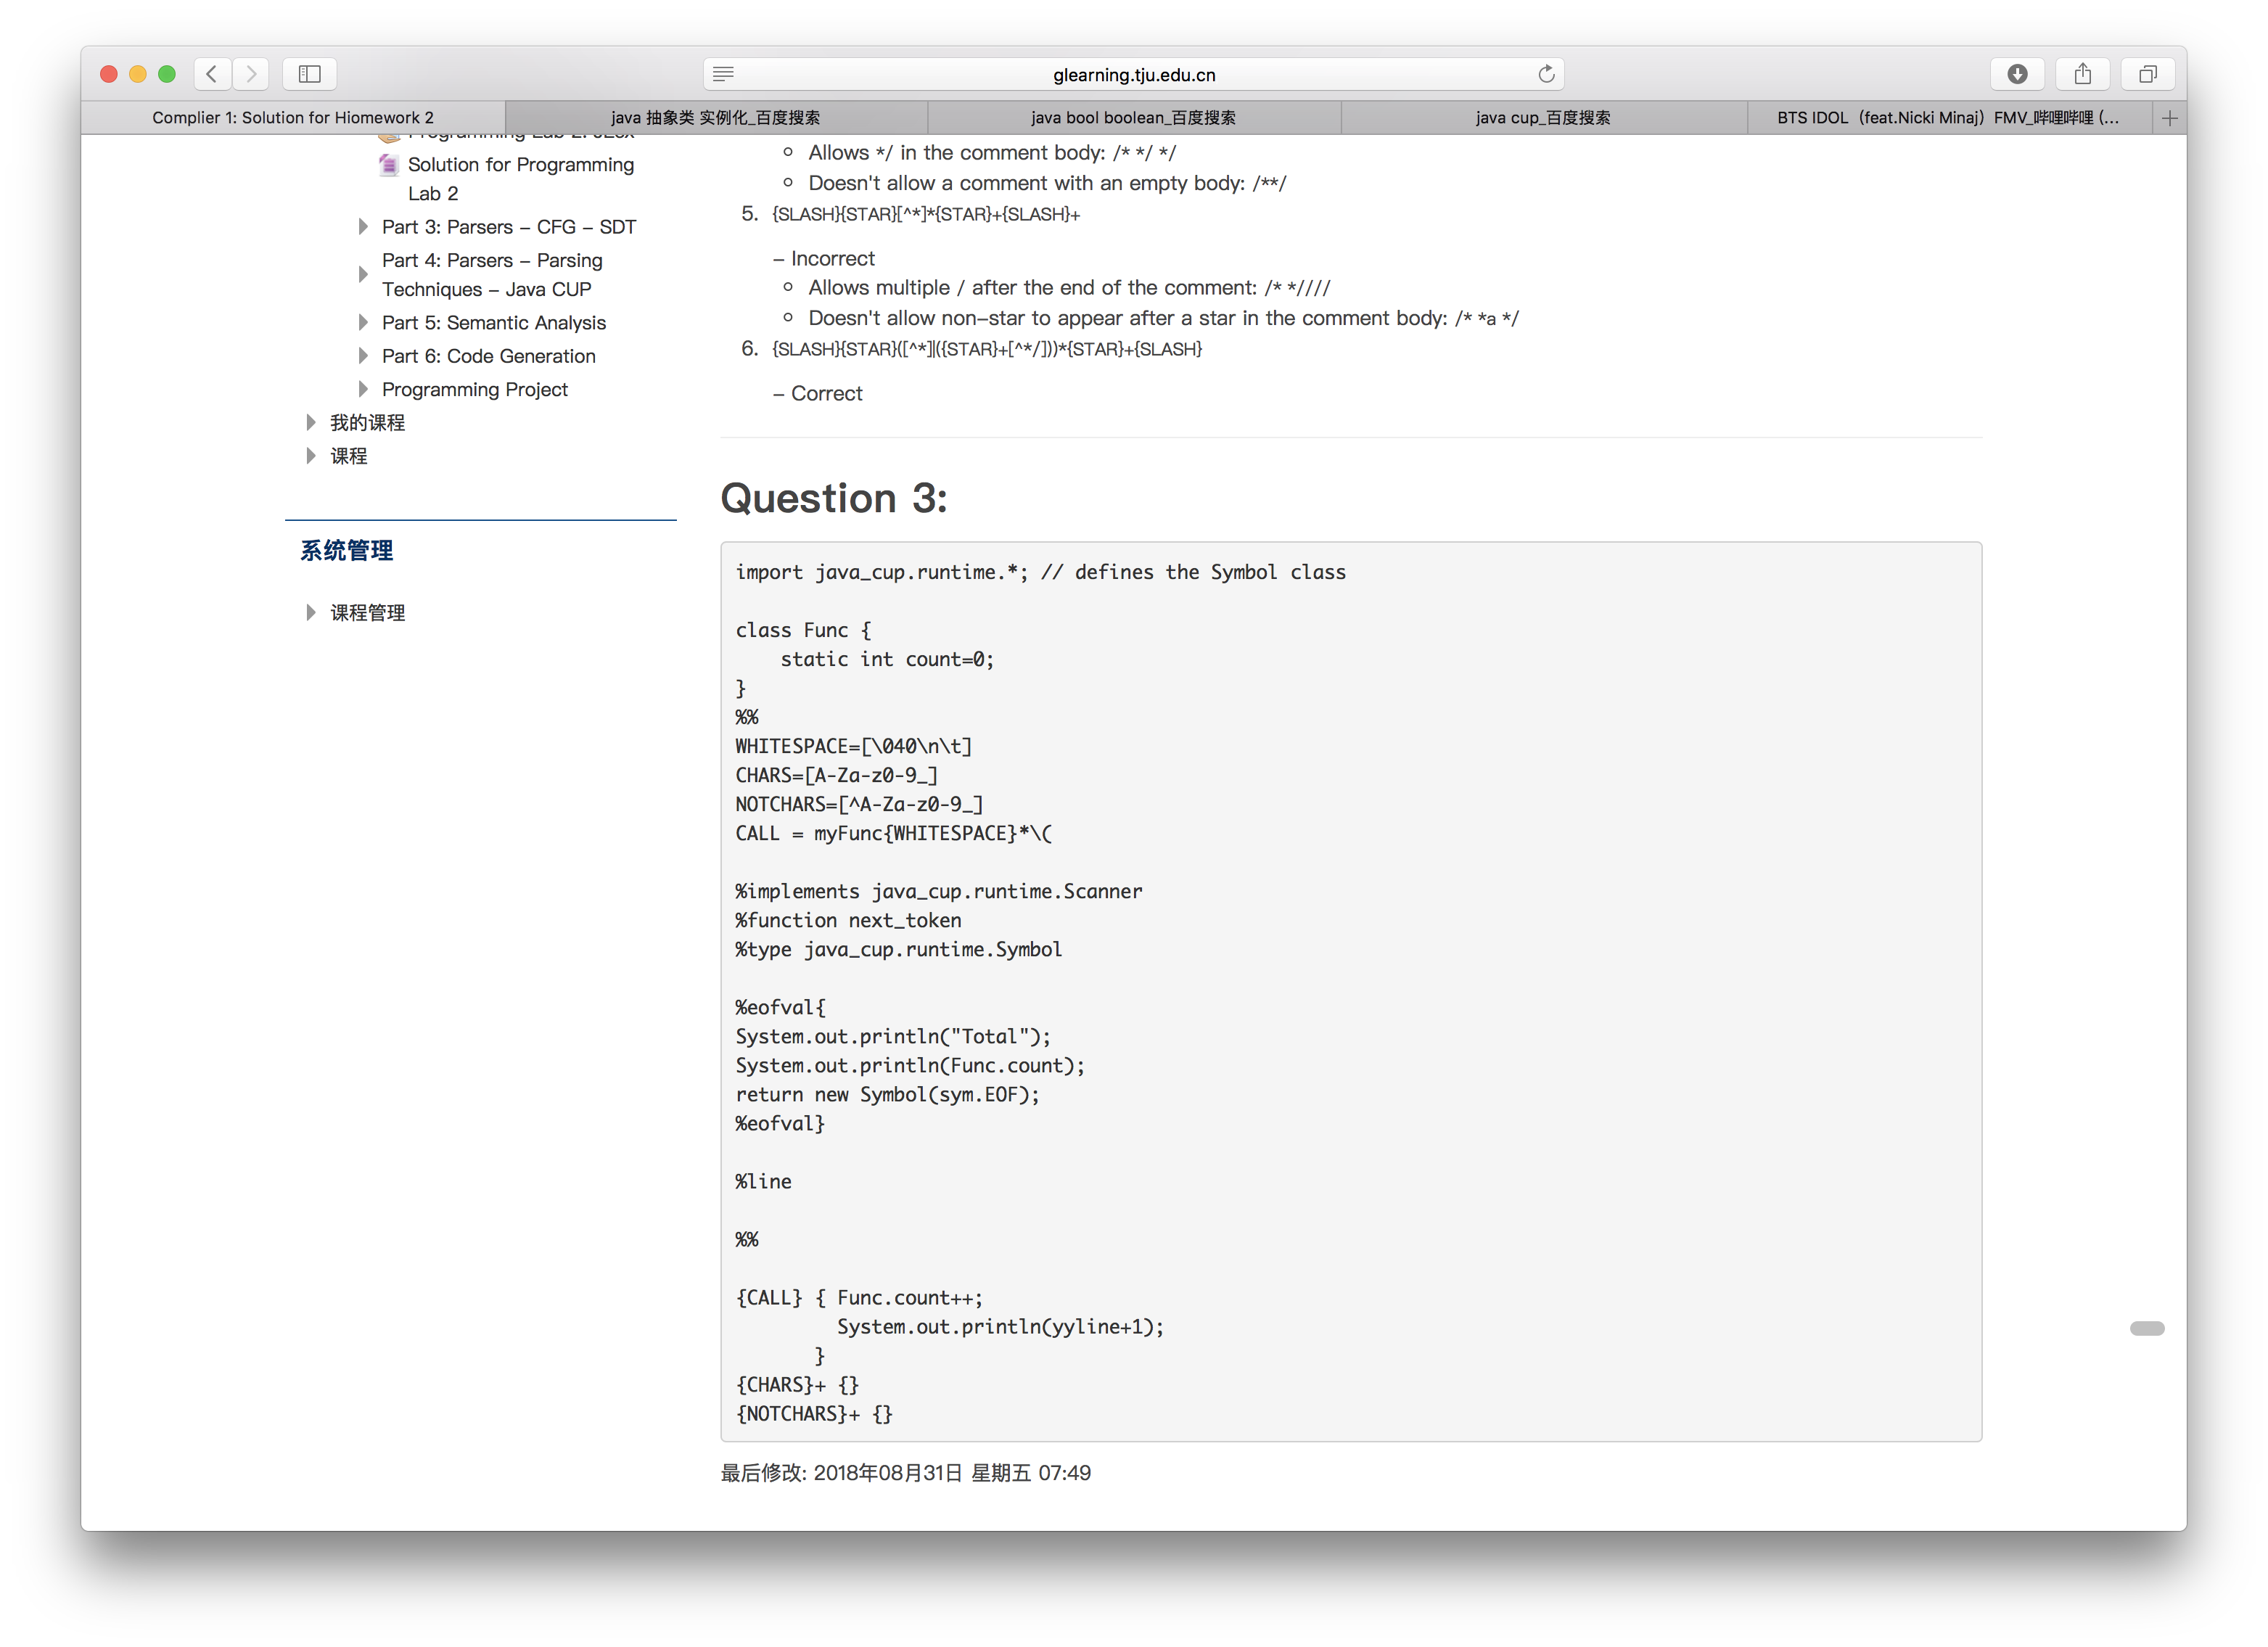 glearning.tju.edu.cn
Complier 1: Solution for Hiomework 2
java 抽象类 实例化_百度搜索
java bool boolean_百度搜索
java cup_百度搜索
BTS IDOL（feat.Nicki Minaj）FMV_哔哩哔哩 (...
Programming Lab 2: JLex
Solution for Programming
Lab 2
Part 3: Parsers – CFG – SDT
Part 4: Parsers – Parsing
Techniques – Java CUP
Part 5: Semantic Analysis
Part 6: Code Generation
Programming Project
我的课程
课程
系统管理
课程管理
Allows */ in the comment body: /* */ */
Doesn't allow a comment with an empty body: /**/
5. {SLASH}{STAR}[^*]*{STAR}+{SLASH}+
– Incorrect
Allows multiple / after the end of the comment: /* *////
Doesn't allow non–star to appear after a star in the comment body: /* *a */
6. {SLASH}{STAR}([^*]|({STAR}+[^*/]))*{STAR}+{SLASH}
– Correct
Question 3:
import java_cup.runtime.*; // defines the Symbol class
class Func {
static int count=0;
}
%%
WHITESPACE=[\040\n\t]
CHARS=[A-Za-z0-9_]
NOTCHARS=[^A-Za-z0-9_]
CALL = myFunc{WHITESPACE}*\(
%implements java_cup.runtime.Scanner
%function next_token
%type java_cup.runtime.Symbol
%eofval{
System.out.println("Total");
System.out.println(Func.count);
return new Symbol(sym.EOF);
%eofval}
%line
%%
{CALL} { Func.count++;
System.out.println(yyline+1);
}
{CHARS}+ {}
{NOTCHARS}+ {}
最后修改: 2018年08月31日 星期五 07:49